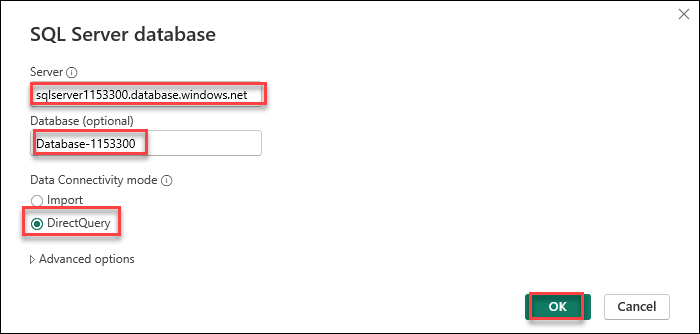 SQL Server database
Server
sqlserver1153300.database.windows.net
Database (optional)
Database-1153300
Data Connectivity mode
Import
DirectQuery
Advanced options
OK Cancel